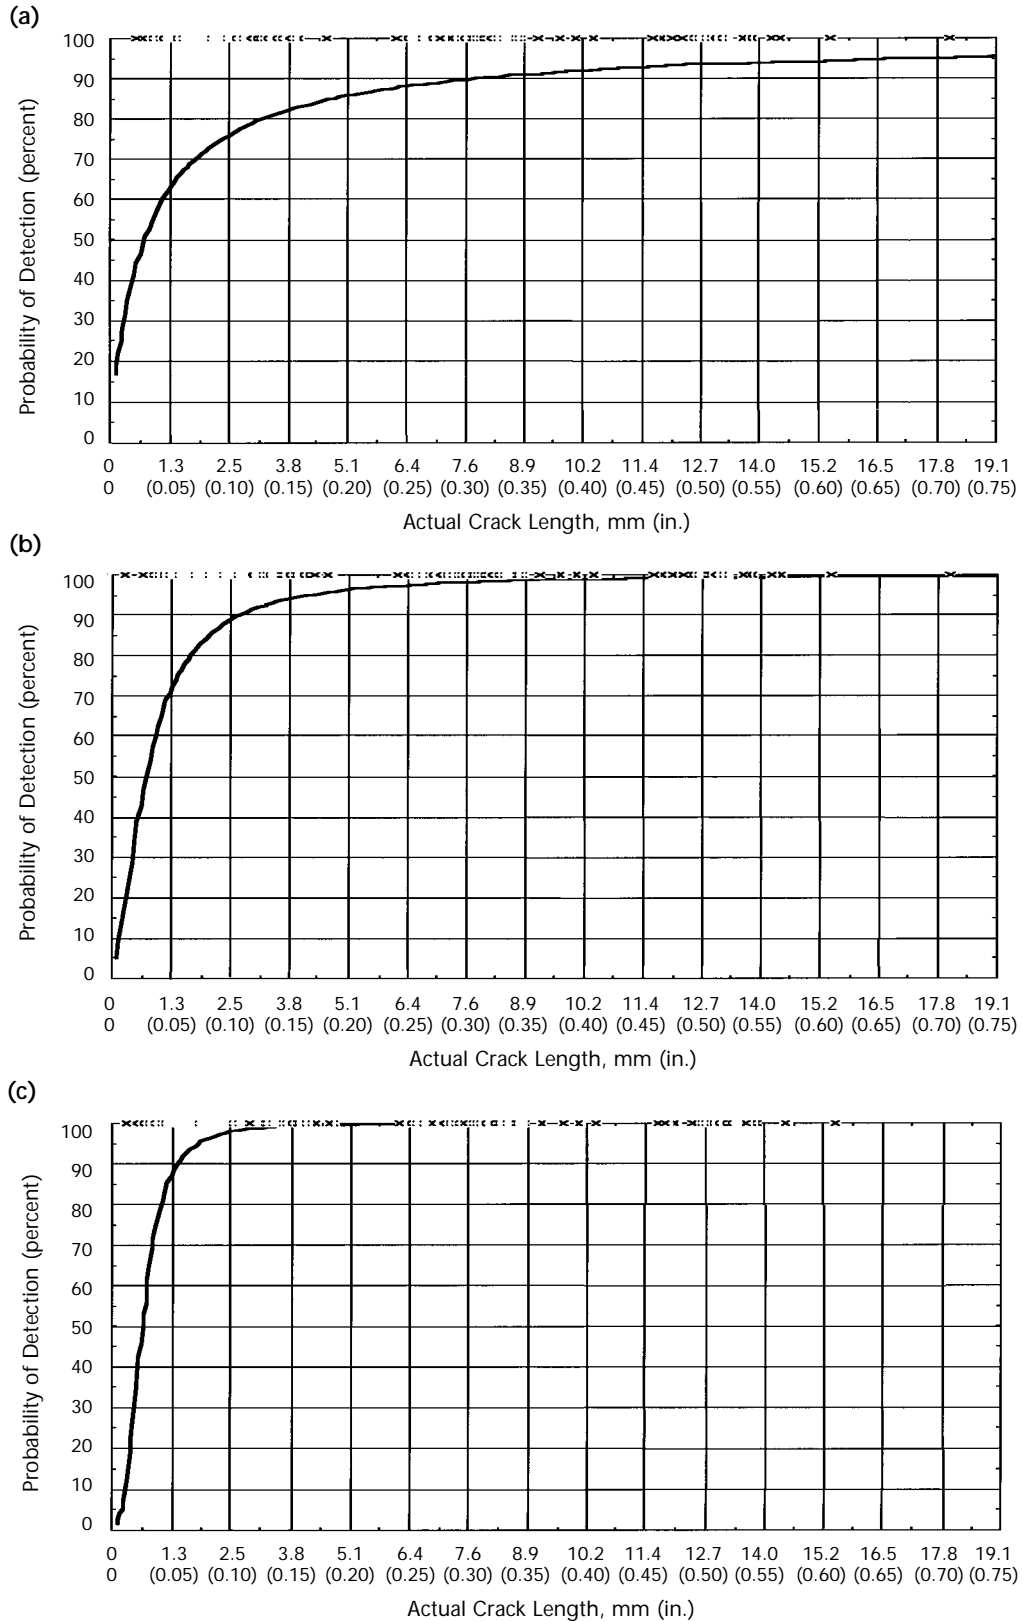 (a)
100
90
80
70
60
50
40
30
20
10
0
Probability of Detection (percent)
0 1.3 2.5 3.8 5.1 6.4 7.6 8.9 10.2 11.4 12.7 14.0 15.2 16.5 17.8 19.1
0 (0.05) (0.10) (0.15) (0.20) (0.25) (0.30) (0.35) (0.40) (0.45) (0.50) (0.55) (0.60) (0.65) (0.70) (0.75)
Actual Crack Length, mm (in.)
(b)
100
90
80
70
60
50
40
30
20
10
0
Probability of Detection (percent)
0 1.3 2.5 3.8 5.1 6.4 7.6 8.9 10.2 11.4 12.7 14.0 15.2 16.5 17.8 19.1
0 (0.05) (0.10) (0.15) (0.20) (0.25) (0.30) (0.35) (0.40) (0.45) (0.50) (0.55) (0.60) (0.65) (0.70) (0.75)
Actual Crack Length, mm (in.)
(c)
100
90
80
70
60
50
40
30
20
10
0
Probability of Detection (percent)
0 1.3 2.5 3.8 5.1 6.4 7.6 8.9 10.2 11.4 12.7 14.0 15.2 16.5 17.8 19.1
0 (0.05) (0.10) (0.15) (0.20) (0.25) (0.30) (0.35) (0.40) (0.45) (0.50) (0.55) (0.60) (0.65) (0.70) (0.75)
Actual Crack Length, mm (in.)